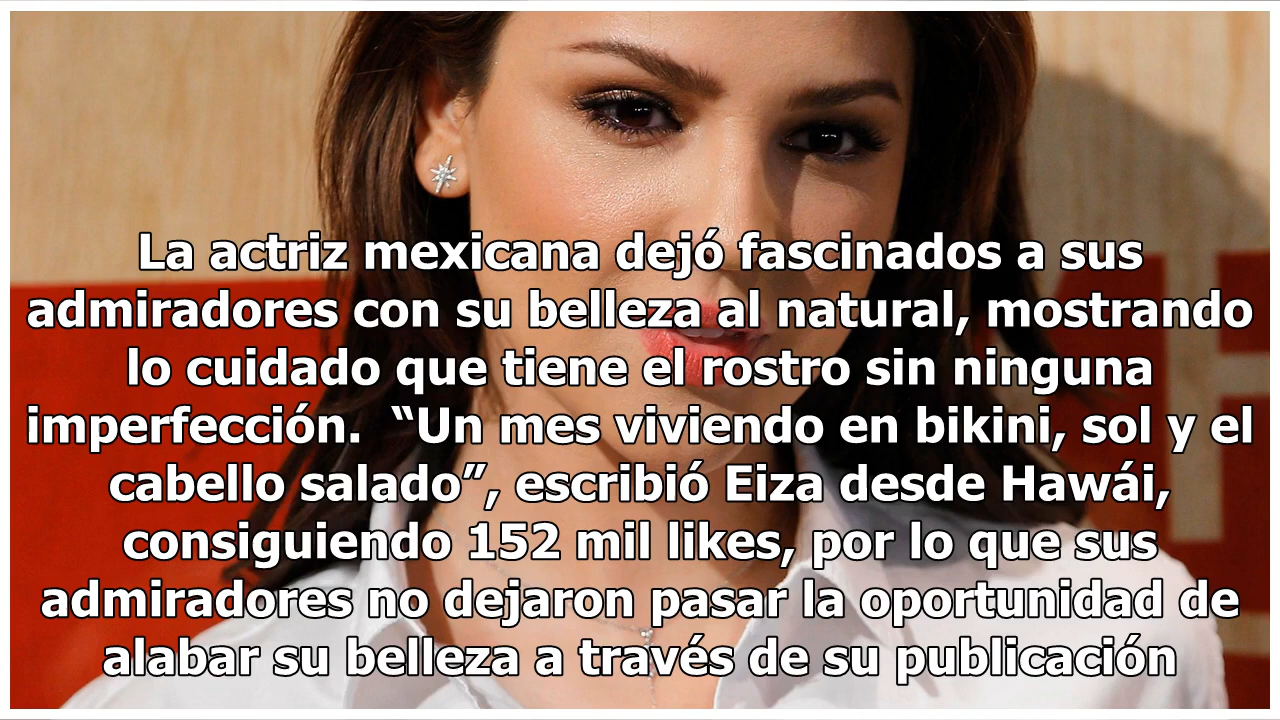 La actriz mexicana dejó fascinados a sus
admiradores con su belleza al natural, mostrando
lo cuidado que tiene el rostro sin ninguna
imperfección.  “Un mes viviendo en bikini, sol y el
cabello salado”, escribió Eiza desde Hawái,
consiguiendo 152 mil likes, por lo que sus
admiradores no dejaron pasar la oportunidad de
alabar su belleza a través de su publicación